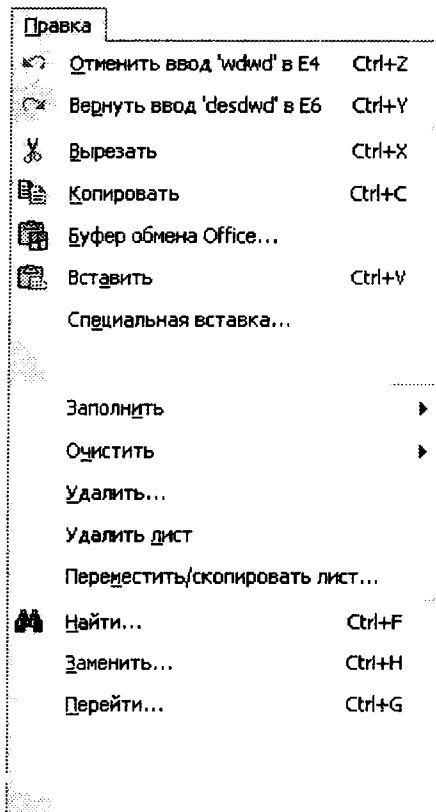 Правка
Отменить ввод 'wdwd' в E4 Ctrl+Z
Вернуть ввод 'desdwd' в E6 Ctrl+Y
Вырезать Ctrl+X
Копировать Ctrl+C
Буфер обмена Office...
Вставить Ctrl+V
Специальная вставка...
Заполнить
Очистить
Удалить...
Удалить лист
Переместить/скопировать лист...
Найти... Ctrl+F
Заменить... Ctrl+H
Перейти... Ctrl+G